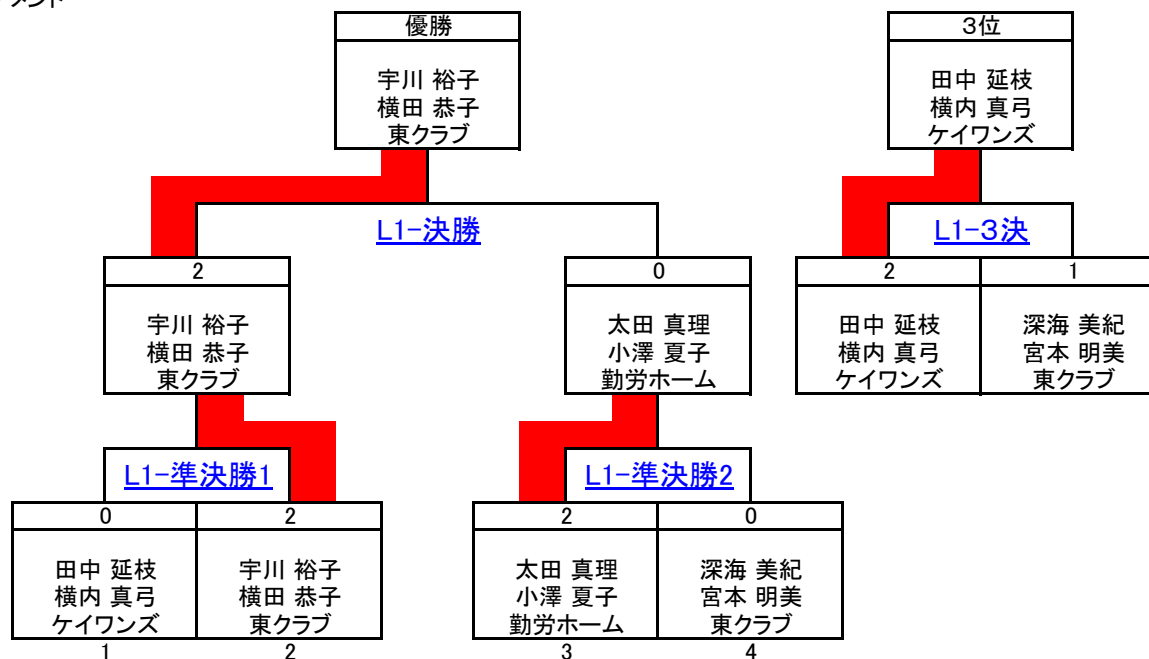 メント
優勝
宇川 裕子
横田 恭子
東クラブ
3位
田中 延枝
横内 真弓
ケイワンズ
L1-決勝
L1-3決
2
宇川 裕子
横田 恭子
東クラブ
0
太田 真理
小澤 夏子
勤労ホーム
2
田中 延枝
横内 真弓
ケイワンズ
1
深海 美紀
宮本 明美
東クラブ
L1-準決勝1
L1-準決勝2
0
田中 延枝
横内 真弓
ケイワンズ
1
2
宇川 裕子
横田 恭子
東クラブ
2
2
太田 真理
小澤 夏子
勤労ホーム
3
0
深海 美紀
宮本 明美
東クラブ
4